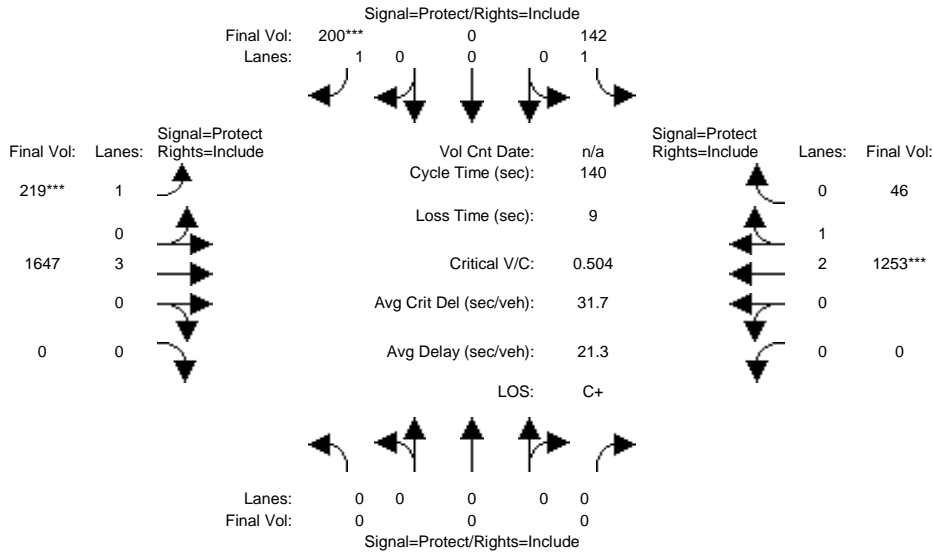 Signal=Protect/Rights=Include
Final Vol: 200*** 0 142
Lanes: 1 0 0 0 1
Signal=Protect
Final Vol: Lanes: Rights=Include
Vol Cnt Date: n/a
Signal=Protect
Rights=Include Lanes: Final Vol:
Cycle Time (sec): 140
219*** 1
0 46
Loss Time (sec): 9
0
1
1647 3
Critical V/C: 0.504
2 1253***
0
Avg Crit Del (sec/veh): 31.7
0
0 0
Avg Delay (sec/veh): 21.3
0 0
LOS: C+
Lanes: 0 0 0 0 0
Final Vol: 0 0 0
Signal=Protect/Rights=Include